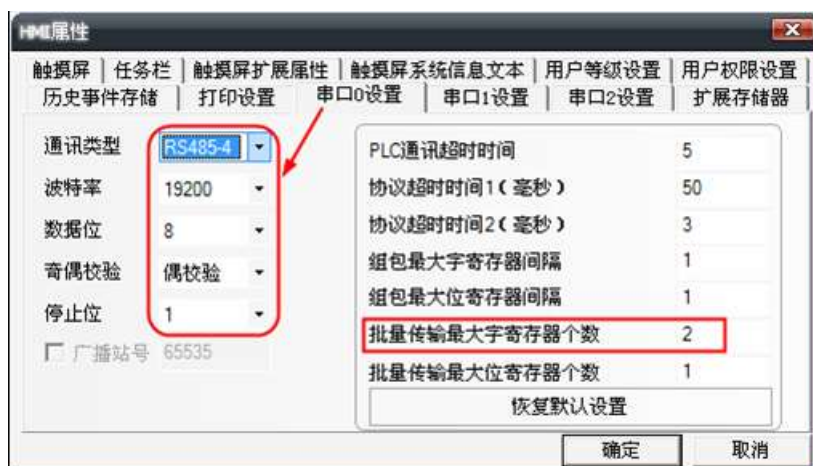 HMI属性
触摸屏 任务栏 触摸屏扩展属性 触摸屏系统信息文本 用户等级设置 用户权限设置
历史事件存储 打印设置 串口0设置 串口1设置 串口2设置 扩展存储器
通讯类型 RS485-4
波特率 19200
数据位 8
奇偶校验 偶校验
停止位 1
广播站号 65535
PLC通讯超时时间 5
协议超时时间1(毫秒) 50
协议超时时间2(毫秒) 3
组包最大字寄存器间隔 1
组包最大位寄存器间隔 1
批量传输最大字寄存器个数 2
批量传输最大位寄存器个数 1
恢复默认设置
确定 取消